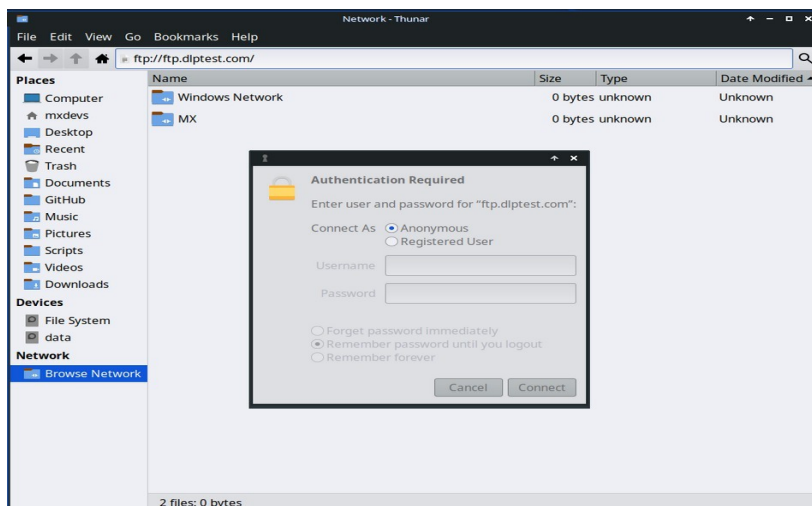 Network - Thunar
File Edit View Go Bookmarks Help
ftp://ftp.dlptest.com/
Places
Computer
mxdevs
Desktop
Recent
Trash
Documents
GitHub
Music
Pictures
Scripts
Videos
Downloads
Devices
File System
data
Network
Browse Network
Name Size Type Date Modified
Windows Network 0 bytes unknown Unknown
MX 0 bytes unknown Unknown
Authentication Required
Enter user and password for “ftp.dlptest.com”:
Connect As Anonymous
Registered User
Username
Password
Forget password immediately
Remember password until you logout
Remember forever
Cancel Connect
2 files: 0 bytes